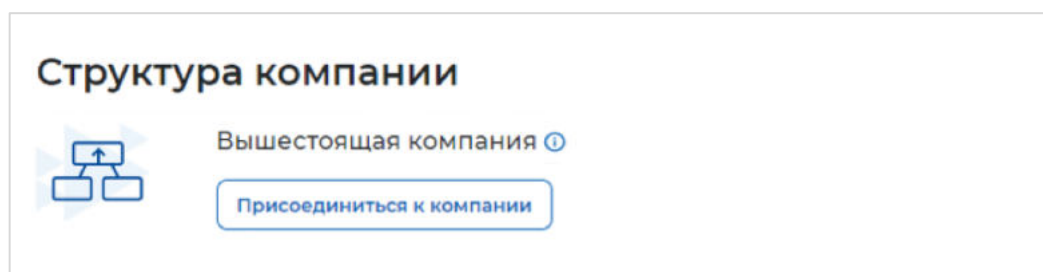 Структура компании
Вышестоящая компания
Присоединиться к компании